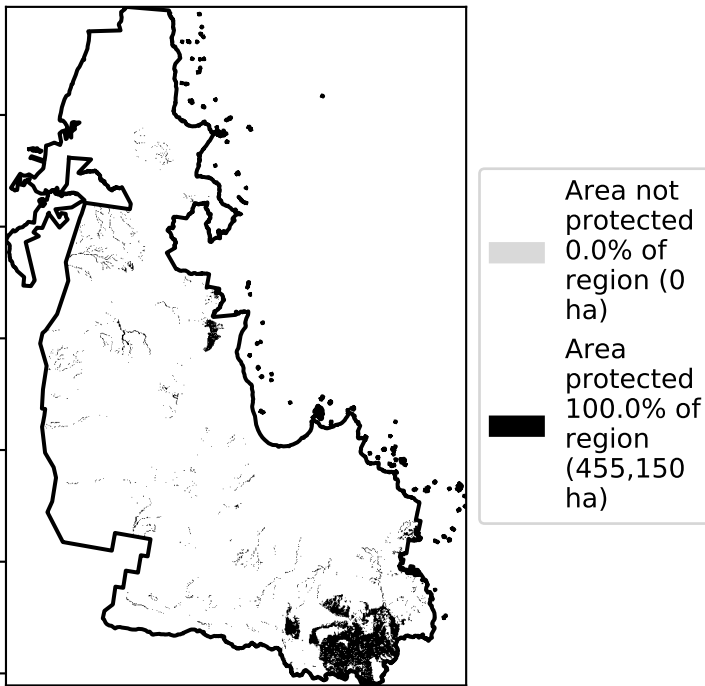 Area not
protected
0.0% of
region (0
ha)
Area
protected
100.0% of
region
(455,150
ha)